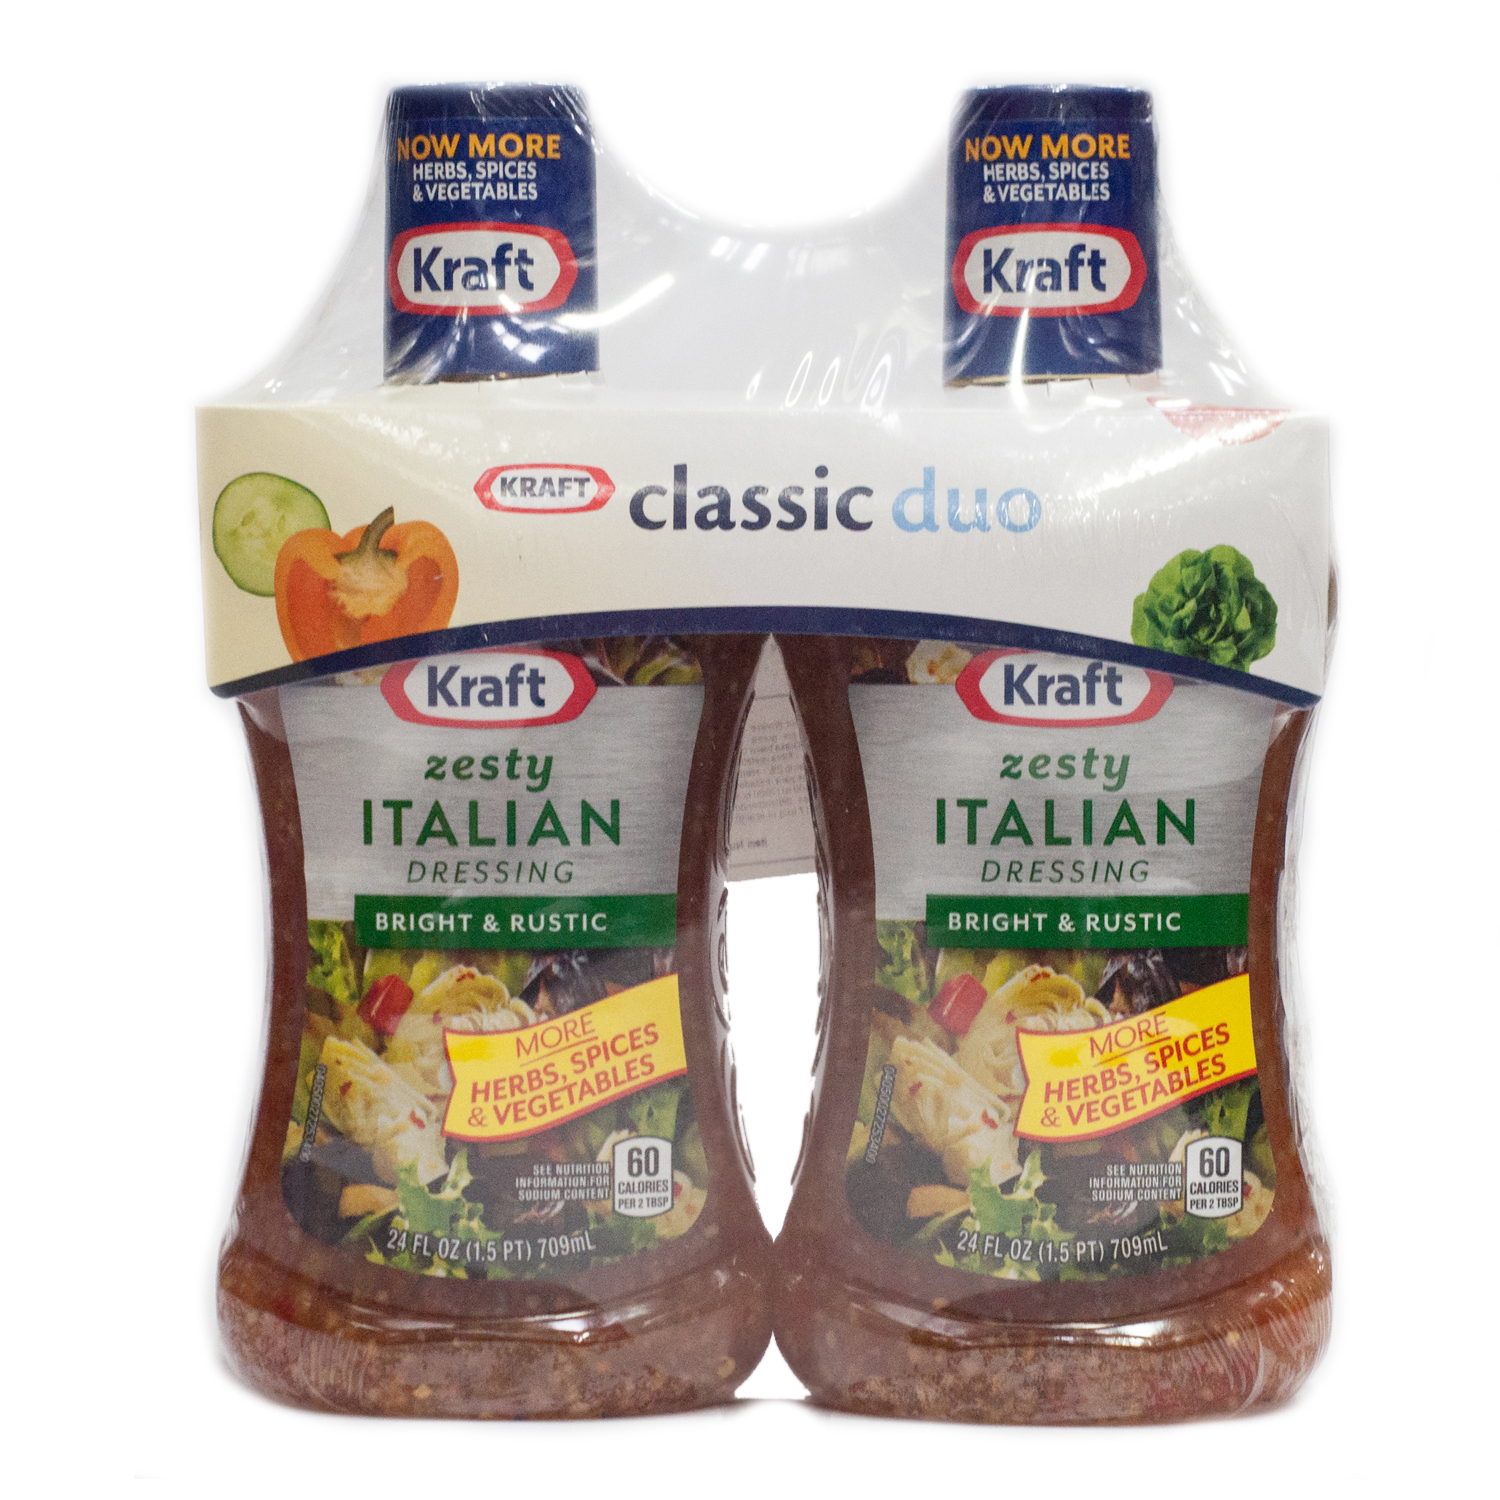 NOW MORE
HERBS, SPICES
& VEGETABLES
Kraft
NOW MORE
HERBS, SPICES
& VEGETABLES
Kraft
KRAFT classic duo
Kraft
zesty
ITALIAN
DRESSING
BRIGHT & RUSTIC
MORE
HERBS, SPICES
& VEGETABLES
SEE NUTRITION
INFORMATION FOR
SODIUM CONTENT
60
CALORIES
PER 2 TBSP
24 FL OZ (1.5 PT) 709mL
Kraft
zesty
ITALIAN
DRESSING
BRIGHT & RUSTIC
MORE
HERBS, SPICES
& VEGETABLES
SEE NUTRITION
INFORMATION FOR
SODIUM CONTENT
60
CALORIES
PER 2 TBSP
24 FL OZ (1.5 PT) 709mL